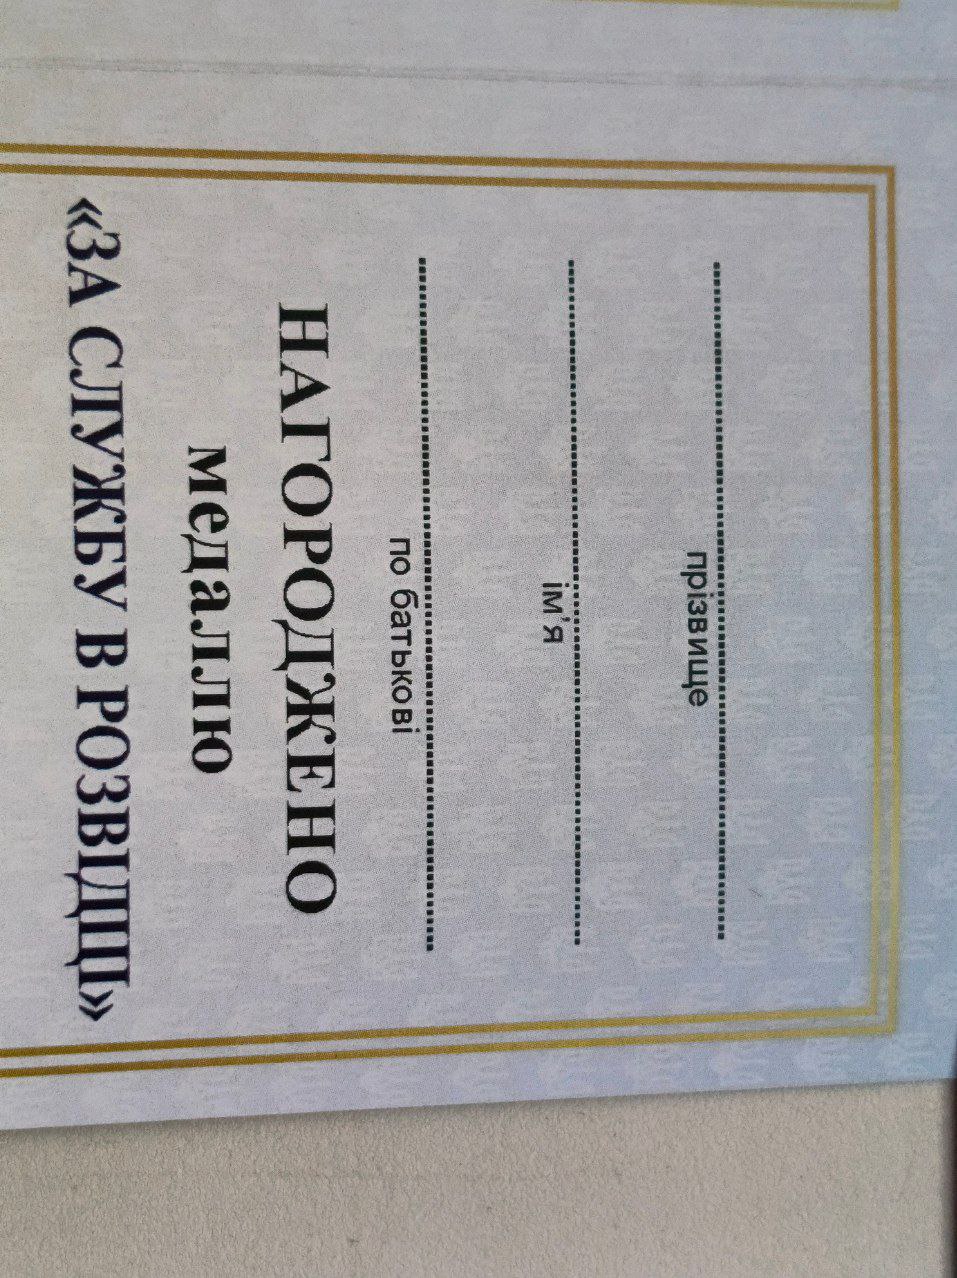 прізвище
ім’я
по батькові
НАГОРОДЖЕНО
медаллю
«ЗА СЛУЖБУ В РОЗВІДЦІ»